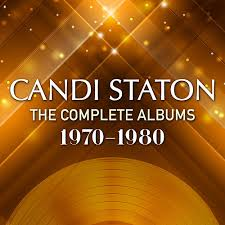 CANDI STATON
THE COMPLETE ALBUMS
1970–1980